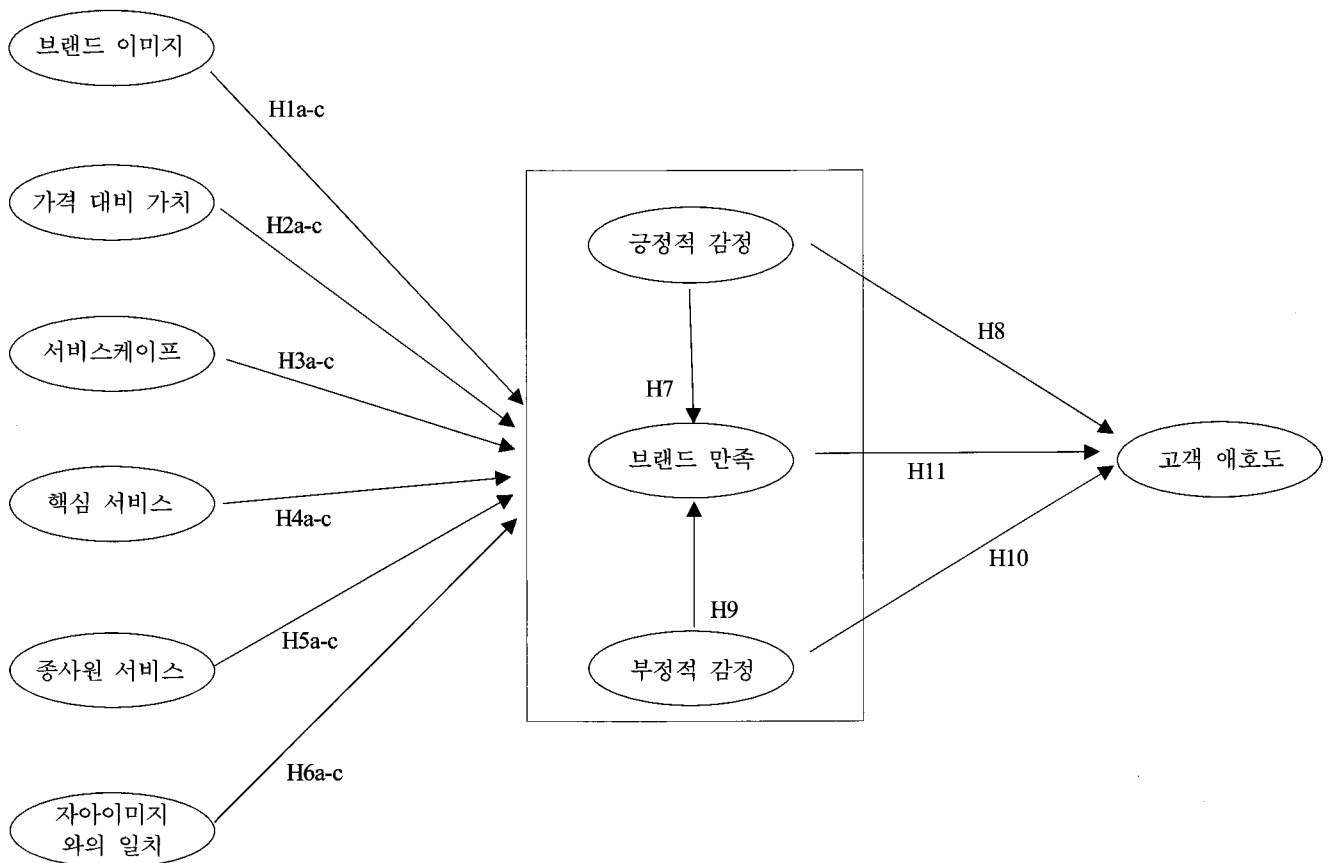 브랜드 이미지
H1a-c
가격 대비 가치
H2a-c
서비스케이프
H3a-c
핵심 서비스
H4a-c
종사원 서비스
H5a-c
자아이미지
와의 일치
H6a-c
긍정적 감정
H7
브랜드 만족
H9
부정적 감정
H8
H11
H10
고객 애호도